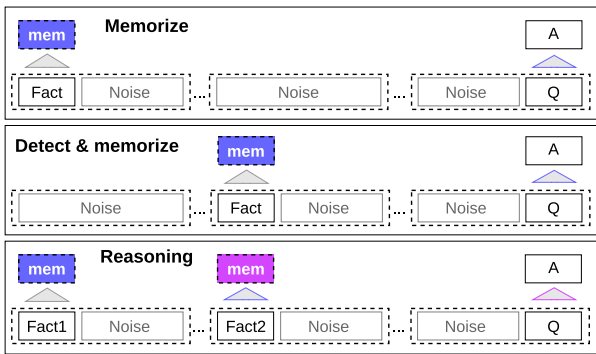 Memorize
mem
A
Fact Noise ... Noise ... Noise Q
Detect & memorize
mem
A
Noise ... Fact Noise ... Noise Q
Reasoning
mem mem A
Fact1 Noise ... Fact2 Noise ... Noise Q